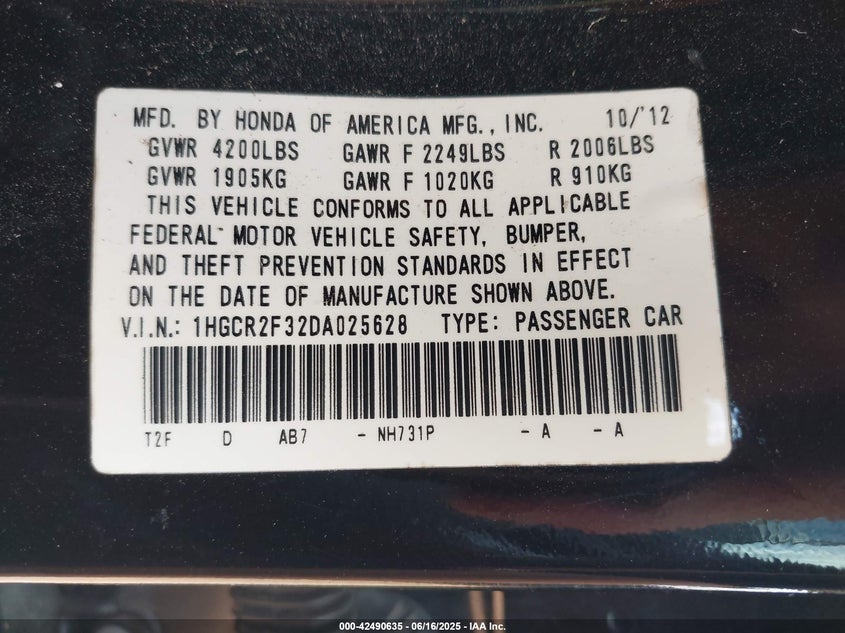 MFD. BY HONDA OF AMERICA MFG., INC. 10/'12
GVWR 4200LBS GAWR F 2249LBS R 2006LBS
GVWR 1905KG GAWR F 1020KG R 910KG
THIS VEHICLE CONFORMS TO ALL APPLICABLE
FEDERAL MOTOR VEHICLE SAFETY, BUMPER,
AND THEFT PREVENTION STANDARDS IN EFFECT
ON THE DATE OF MANUFACTURE SHOWN ABOVE.
V.I.N.: 1HGCR2F32DA025628 TYPE: PASSENGER CAR
T2F D AB7 - NH731P - A - A
000-42490635 - 06/16/2025 - IAA Inc.